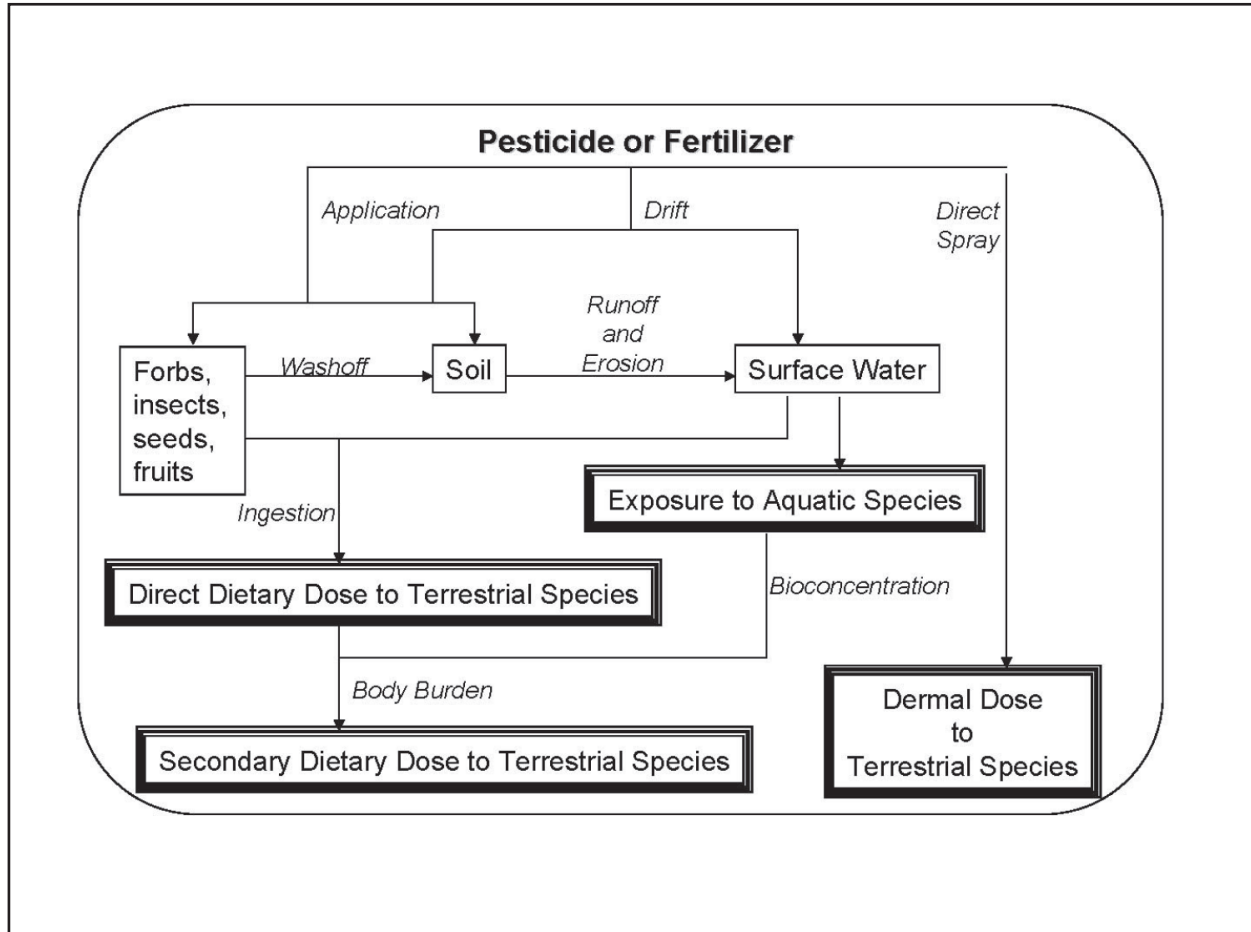 Pesticide or Fertilizer
Application
Drift
Direct
Spray
Runoff
and
Erosion
Forbs,
insects,
seeds,
fruits
Washoff
Soil
Surface Water
Ingestion
Exposure to Aquatic Species
Direct Dietary Dose to Terrestrial Species
Bioconcentration
Body Burden
Dermal Dose
to
Terrestrial Species
Secondary Dietary Dose to Terrestrial Species